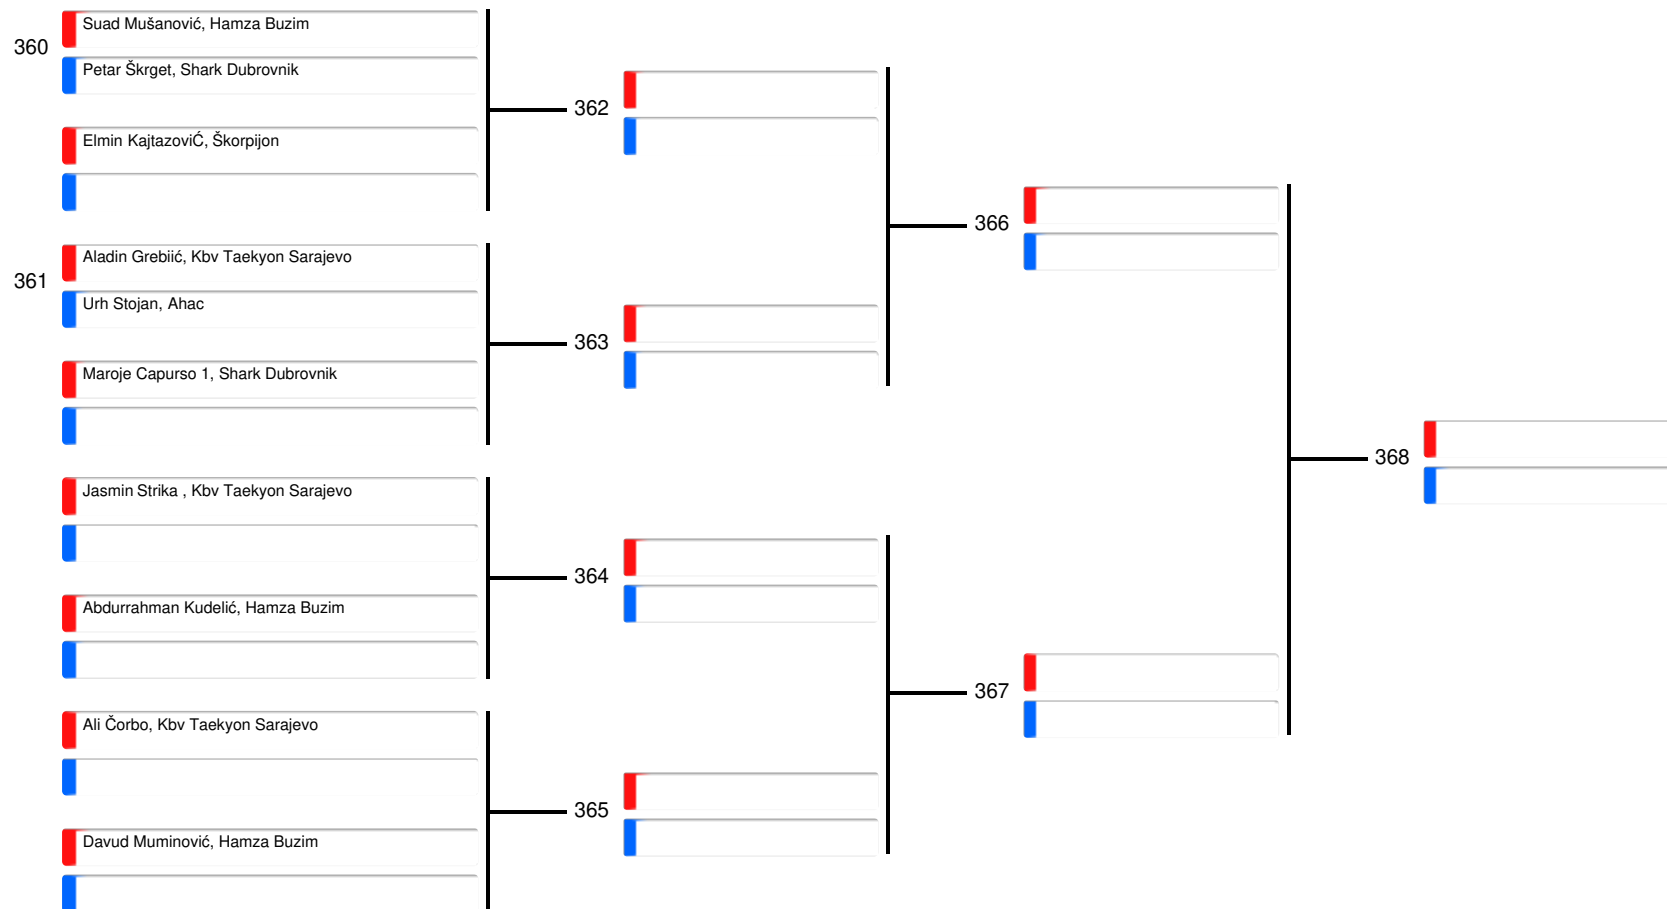 Suad Mušanović, Hamza Buzim
360
Petar Škrget, Shark Dubrovnik
362
Elmin KajtazoviĆ, Škorpijon
366
Aladin Grebiić, Kbv Taekyon Sarajevo
361
Urh Stojan, Ahac
363
Maroje Capurso 1, Shark Dubrovnik
368
Jasmin Strika , Kbv Taekyon Sarajevo
364
Abdurrahman Kudelić, Hamza Buzim
367
Ali Čorbo, Kbv Taekyon Sarajevo
365
Davud Muminović, Hamza Buzim